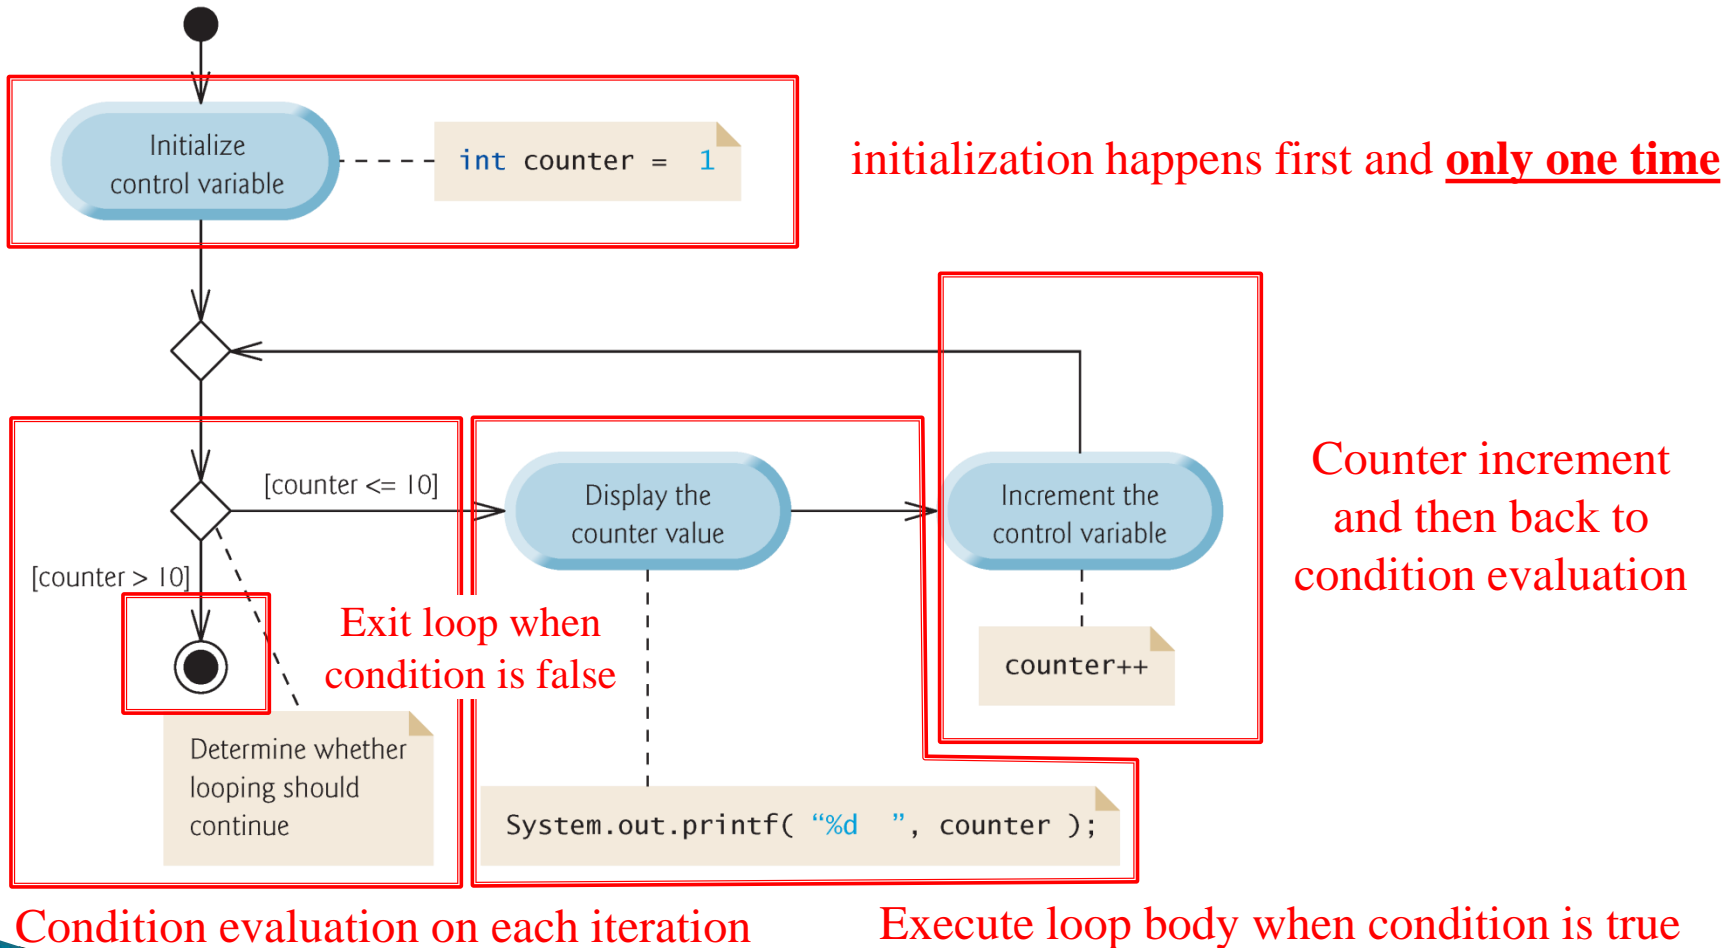 Initialize
control variable
int counter = 1
initialization happens first and only one time
[counter <= 10]
Display the
counter value
Increment the
control variable
Counter increment
and then back to
condition evaluation
[counter > 10]
Exit loop when
condition is false
counter++
Determine whether
looping should
continue
System.out.printf( “%d  ”, counter );
Condition evaluation on each iteration
Execute loop body when condition is true